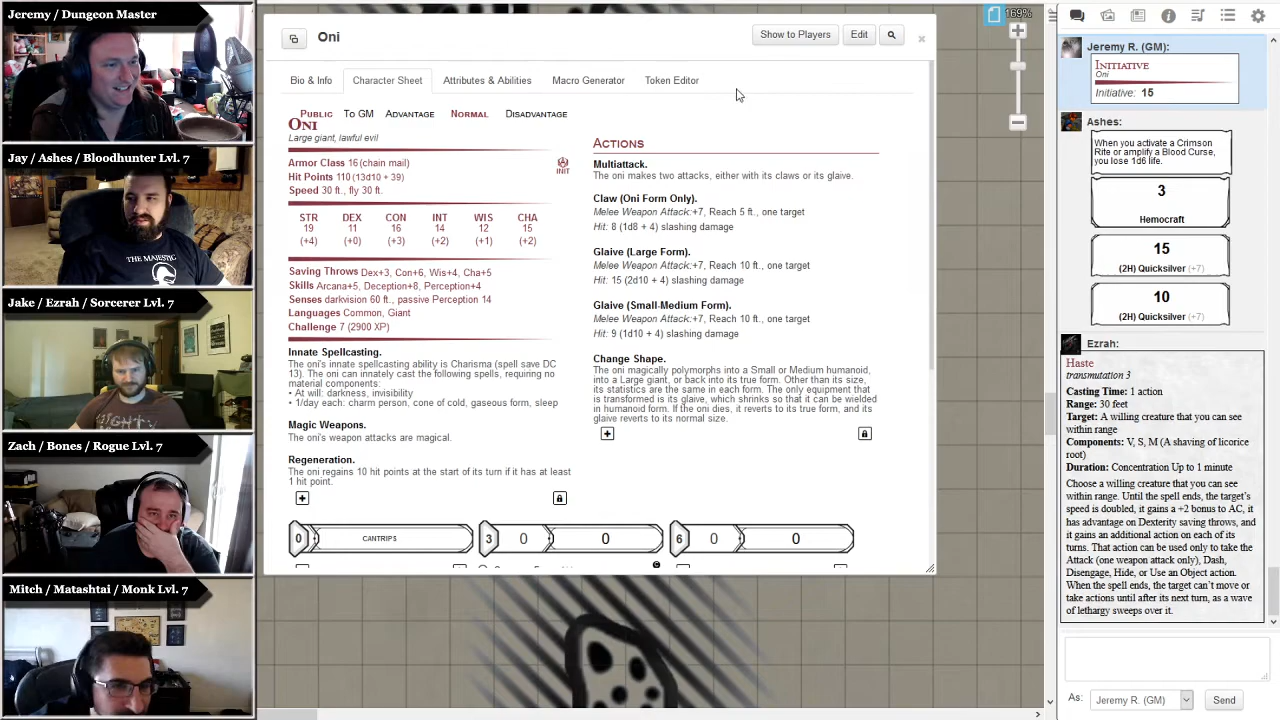 Jeremy / Dungeon Master
Jay / Ashes / Bloodhunter Lvl. 7
THE MAJESTIC
Jake / Ezrah / Sorcerer Lvl. 7
Zach / Bones / Rogue Lvl. 7
Mitch / Matashtai / Monk Lvl. 7
Oni
Show to Players
Edit
Bio & Info
Character Sheet
Attributes & Abilities
Macro Generator
Token Editor
PUBLIC
TO GM
ADVANTAGE
NORMAL
DISADVANTAGE
ONI
Large giant, lawful evil
Armor Class 16 (chain mail)
Hit Points 110 (13d10 + 39)
Speed 30 ft., fly 30 ft.
INIT
STR DEX CON INT WIS CHA
19 11 16 14 12 15
(+4) (+0) (+3) (+2) (+1) (+2)
Saving Throws Dex+3, Con+6, Wis+4, Cha+5
Skills Arcana+5, Deception+8, Perception+4
Senses darkvision 60 ft., passive Perception 14
Languages Common, Giant
Challenge 7 (2900 XP)
Innate Spellcasting.
The oni's innate spellcasting ability is Charisma (spell save DC
13). The oni can innately cast the following spells, requiring no
material components:
• At will: darkness, invisibility
• 1/day each: charm person, cone of cold, gaseous form, sleep
Magic Weapons.
The oni's weapon attacks are magical.
Regeneration.
The oni regains 10 hit points at the start of its turn if it has at least
1 hit point.
ACTIONS
Multiattack.
The oni makes two attacks, either with its claws or its glaive.
Claw (Oni Form Only).
Melee Weapon Attack:+7, Reach 5 ft., one target
Hit: 8 (1d8 + 4) slashing damage
Glaive (Large Form).
Melee Weapon Attack:+7, Reach 10 ft., one target
Hit: 15 (2d10 + 4) slashing damage
Glaive (Small-Medium Form).
Melee Weapon Attack:+7, Reach 10 ft., one target
Hit: 9 (1d10 + 4) slashing damage
Change Shape.
The oni magically polymorphs into a Small or Medium humanoid,
into a Large giant, or back into its true form. Other than its size,
its statistics are the same in each form. The only equipment that
is transformed is its glaive, which shrinks so that it can be wielded
in humanoid form. If the oni dies, it reverts to its true form, and its
glaive reverts to its normal size.
0 CANTRIPS
3 0 0
6 0 0
169%
Jeremy R. (GM):
INITIATIVE
Oni
Initiative: 15
Ashes:
When you activate a Crimson
Rite or amplify a Blood Curse,
you lose 1d6 life.
3
Hemocraft
15
(2H) Quicksilver (+7)
10
(2H) Quicksilver (+7)
Ezrah:
Haste
transmutation 3
Casting Time: 1 action
Range: 30 feet
Target: A willing creature that you can see
within range
Components: V, S, M (A shaving of licorice
root)
Duration: Concentration Up to 1 minute
Choose a willing creature that you can see
within range. Until the spell ends, the target's
speed is doubled, it gains a +2 bonus to AC, it
has advantage on Dexterity saving throws, and
it gains an additional action on each of its
turns. That action can be used only to take the
Attack (one weapon attack only), Dash,
Disengage, Hide, or Use an Object action.
When the spell ends, the target can't move or
take actions until after its next turn, as a wave
of lethargy sweeps over it.
As:
Jeremy R. (GM)
Send